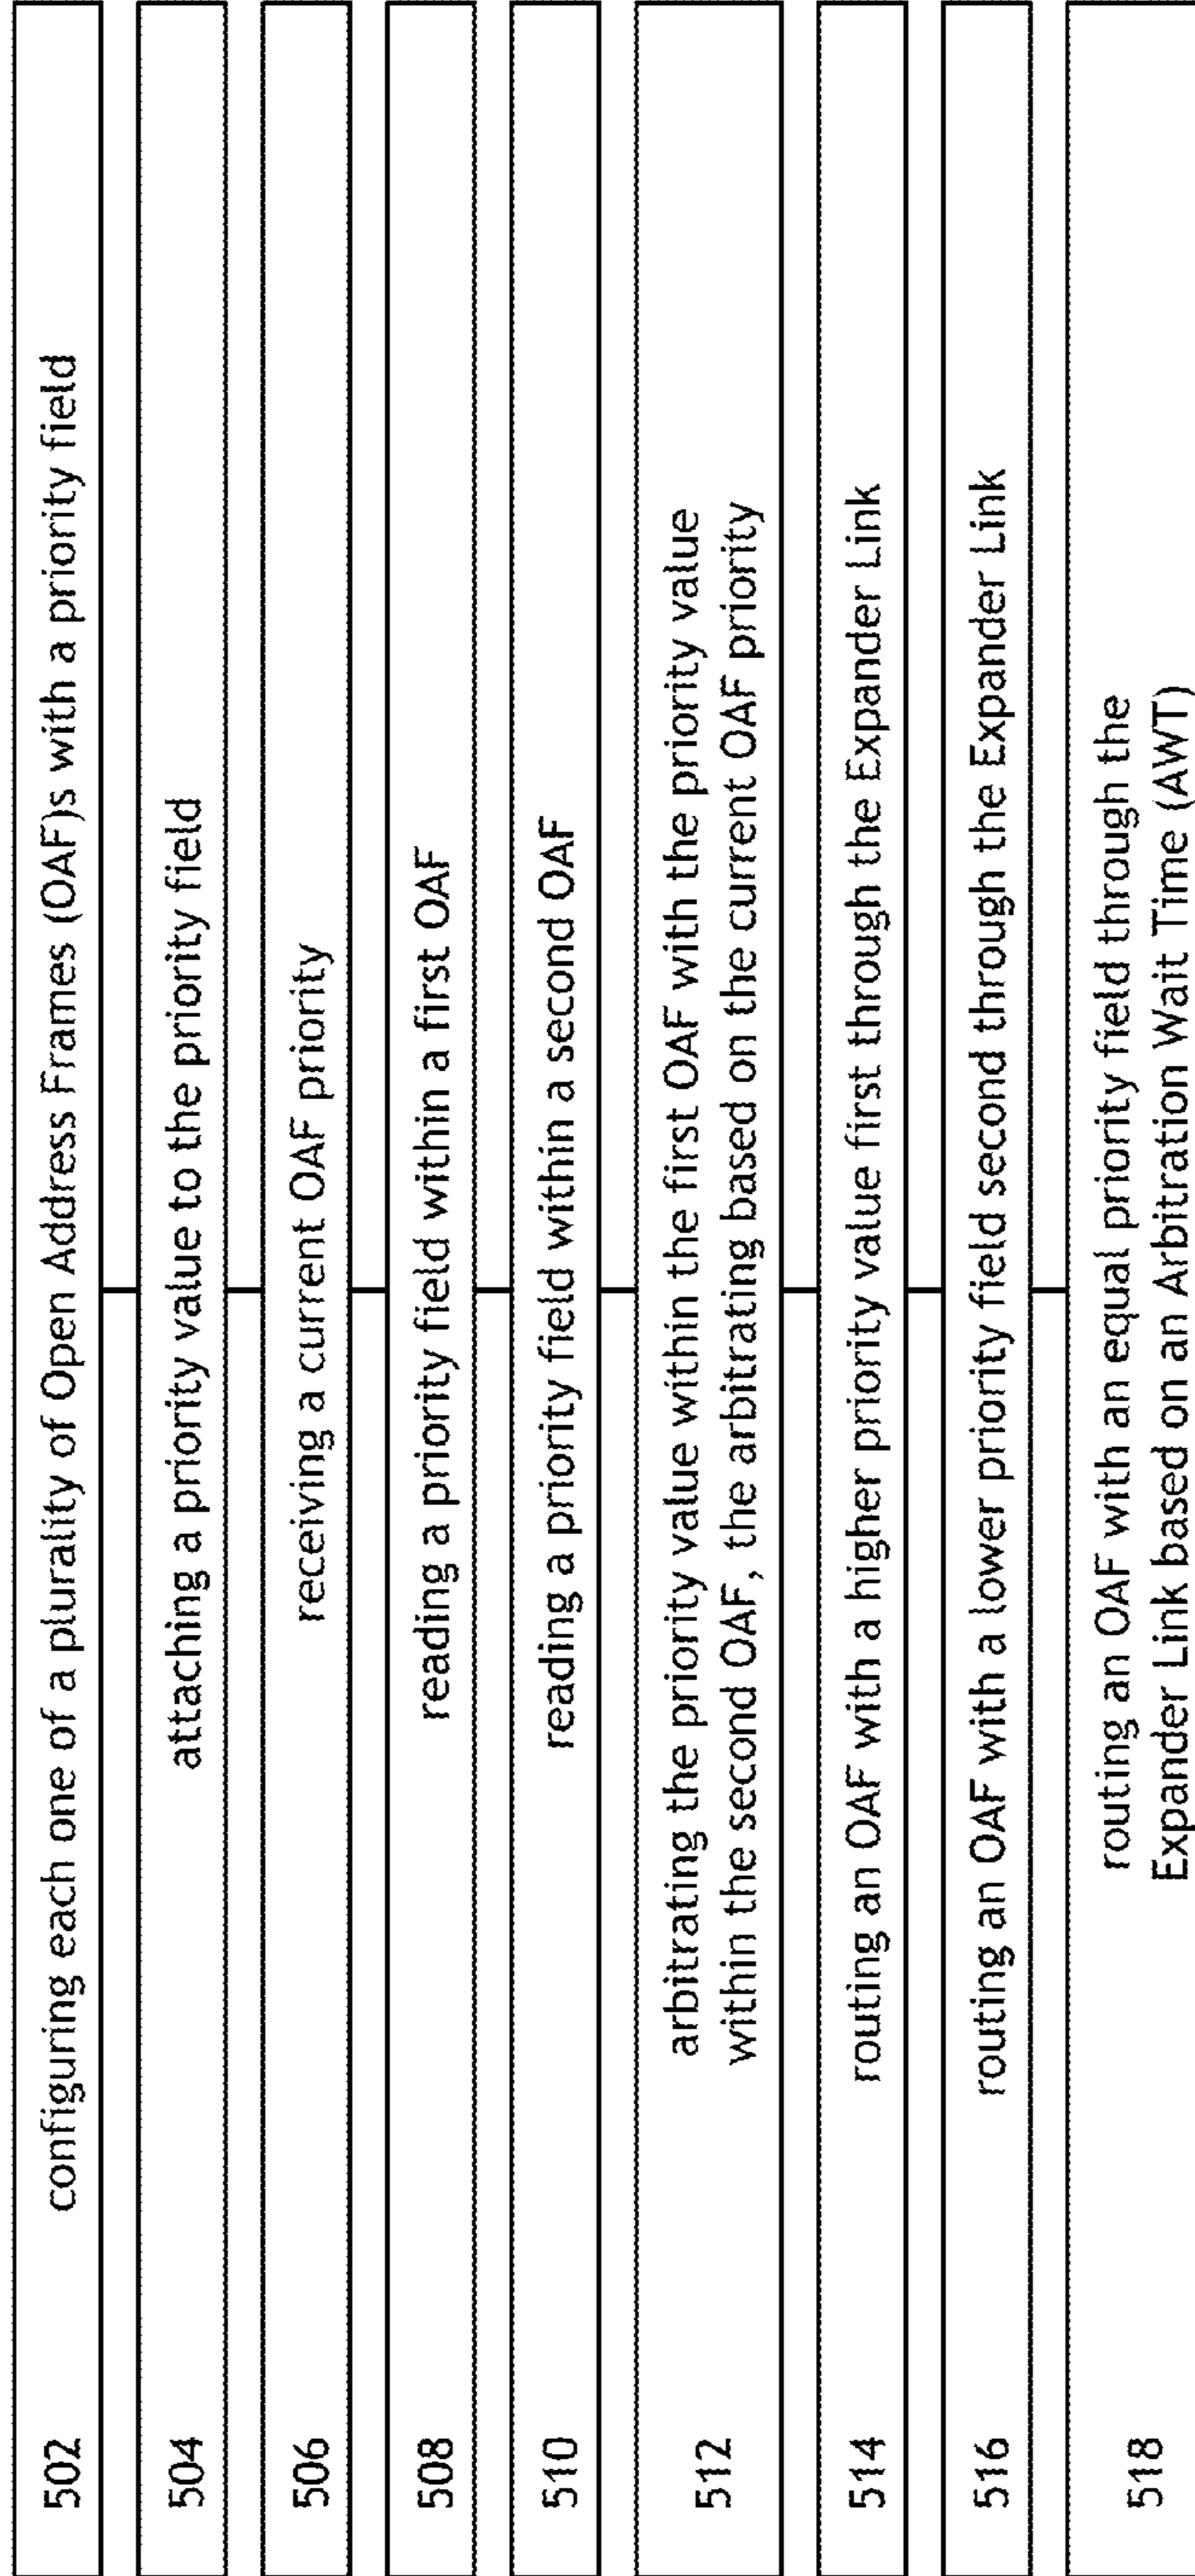 502 configuring each one of a plurality of Open Address Frames (OAF)s with a priority field
504 attaching a priority value to the priority field
506 receiving a current OAF priority
508 reading a priority field within a first OAF
510 reading a priority field within a second OAF
512 arbitrating the priority value within the first OAF with the priority value
within the second OAF, the arbitrating based on the current OAF priority
514 routing an OAF with a higher priority value first through the Expander Link
516 routing an OAF with a lower priority field second through the Expander Link
518 routing an OAF with an equal priority field through the
Expander Link based on an Arbitration Wait Time (AWT)